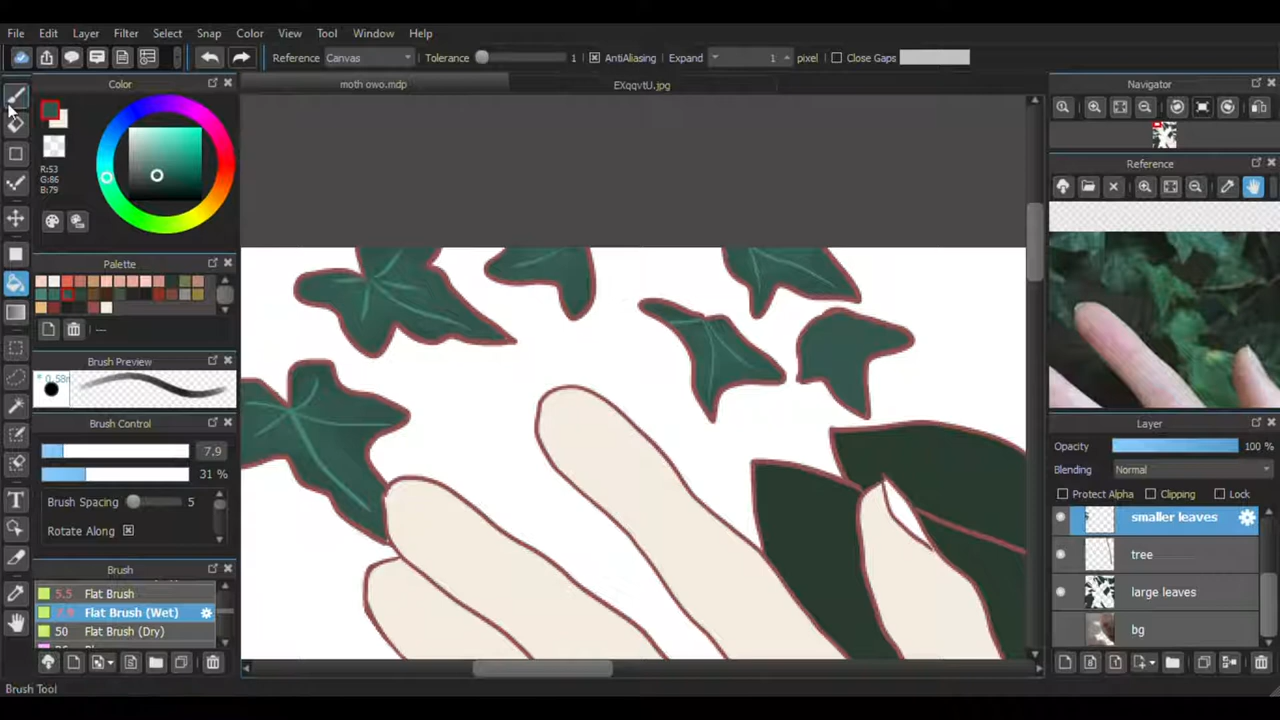 File Edit Layer Filter Select Snap Color View Tool Window Help
Reference Canvas Tolerance 1 AntiAliasing Expand 1 pixel Close Gaps
Color
moth owo.mdp
EXqqvtU.jpg
Navigator
R:53
G:86
B:79
Reference
Palette
---
Brush Preview
Brush Control
7.9
31 %
Brush Spacing 5
Rotate Along
Brush
5.5 Flat Brush
Flat Brush (Wet)
50 Flat Brush (Dry)
Layer
Opacity 100 %
Blending Normal
Protect Alpha Clipping Lock
smaller leaves
tree
large leaves
bg
Brush Tool